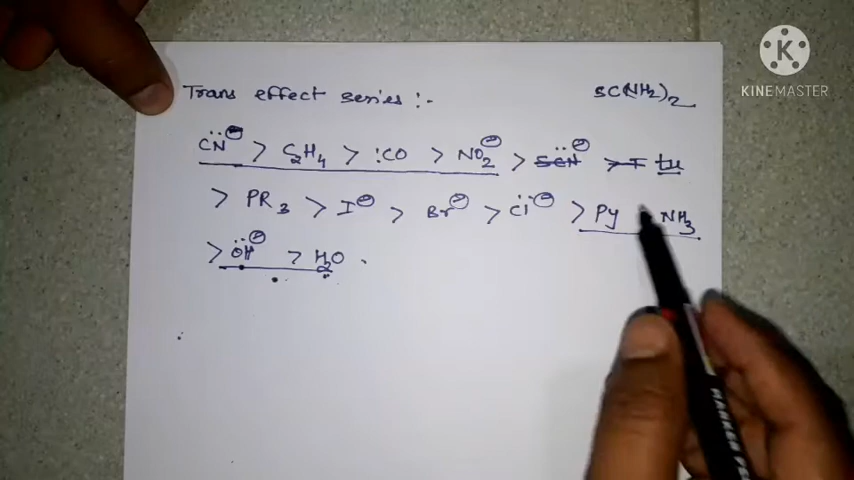 Trans effect series :-
SC(NH₂)₂
CN⊖ > C₂H₄ > :CO > NO₂⊖ > SCN⊖ > I tu
> PR₃ > I⊖ > Br⊖ > Cl⊖ > Py NH₃
> OH⊖ > H₂O .
K
KINEMASTER